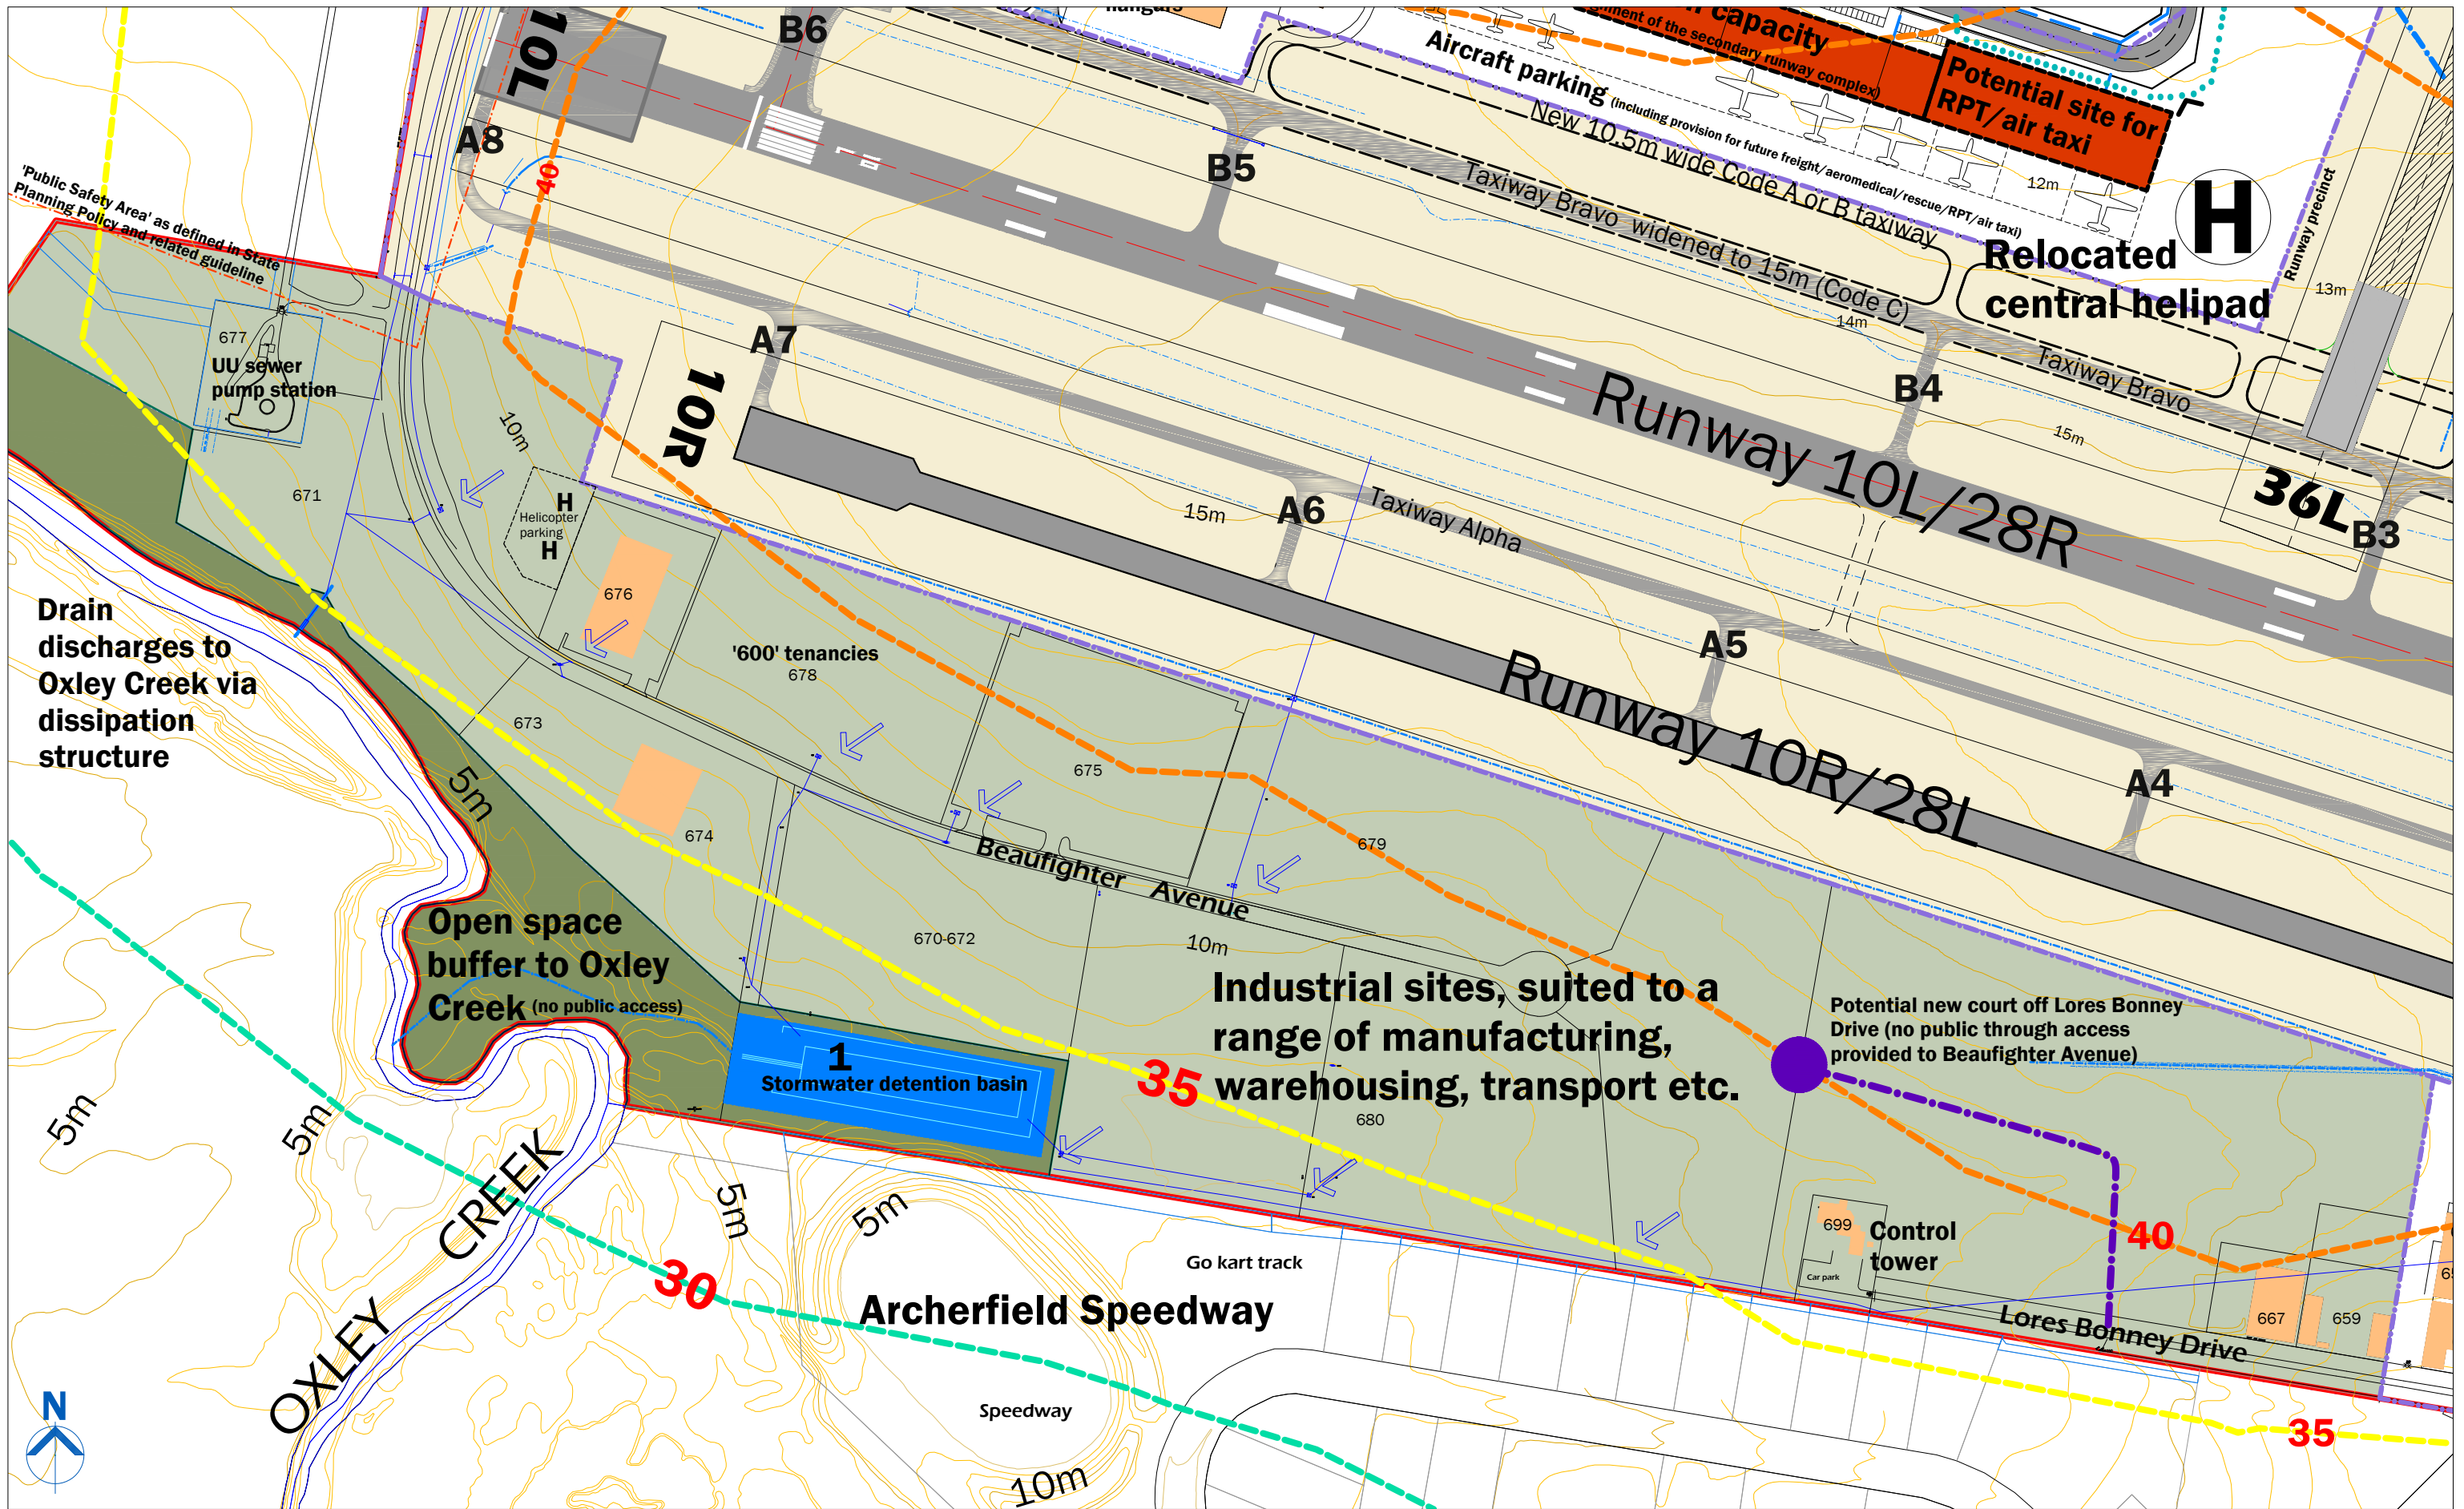 10L
B6
hangars
capacity
nment of the secondary runway complex)
Aircraft parking (including provision for future freight/aeromedical/rescue/RPT/air taxi)
Potential site for
RPT/air taxi
New 10.5m wide Code A or B taxiway
A8
40
B5
Taxiway Bravo widened to 15m (Code C)
12m
H
Runway precinct
Relocated
central helipad
'Public Safety Area' as defined in State
Planning Policy and related guideline
13m
14m
677
UU sewer
pump station
A7
10R
B4
Taxiway Bravo
15m
10m
Runway 10L/28R
36L
B3
671
H
Helicopter
parking
H
15m
A6
Taxiway Alpha
676
Drain
discharges to
Oxley Creek via
dissipation
structure
'600' tenancies
678
A5
Runway 10R/28L
673
675
A4
5m
674
679
Beaufighter Avenue
Open space
buffer to Oxley
Creek (no public access)
670-672
10m
Industrial sites, suited to a
range of manufacturing,
warehousing, transport etc.
Potential new court off Lores Bonney
Drive (no public through access
provided to Beaufighter Avenue)
1
Stormwater detention basin
35
680
5m
5m
5m
5m
OXLEY CREEK
699
Control
tower
Car park
40
Go kart track
30
Archerfield Speedway
Lores Bonney Drive
667
659
65
Speedway
35
N
10m